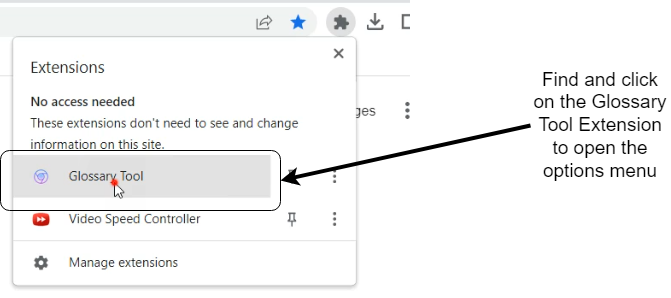 Extensions
No access needed
These extensions don't need to see and change
information on this site.
Glossary Tool
Video Speed Controller
Manage extensions
ges
Find and click
on the Glossary
Tool Extension
to open the
options menu